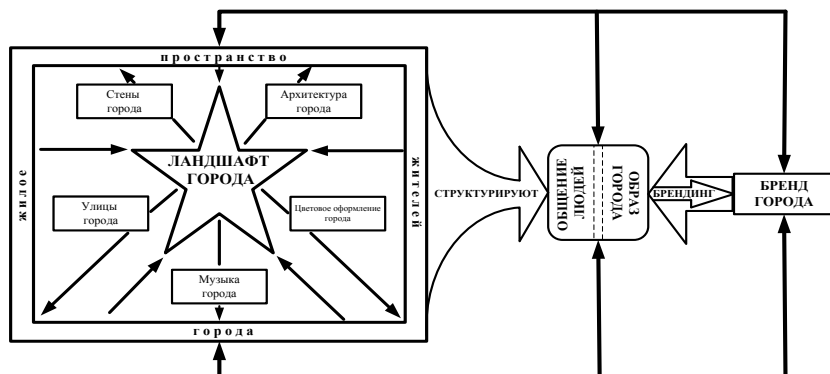 пространство
Стены
города
Архитектура
города
ЛАНДШАФТ
ГОРОДА
жилое
жителей
Улицы
города
Цветовое оформление
города
Музыка
города
города
СТРУКТУРИРУЮТ
ОБЩЕНИЕ
ЛЮДЕЙ
ОБРАЗ
ГОРОДА
БРЕНДИНГ
БРЕНД
ГОРОДА